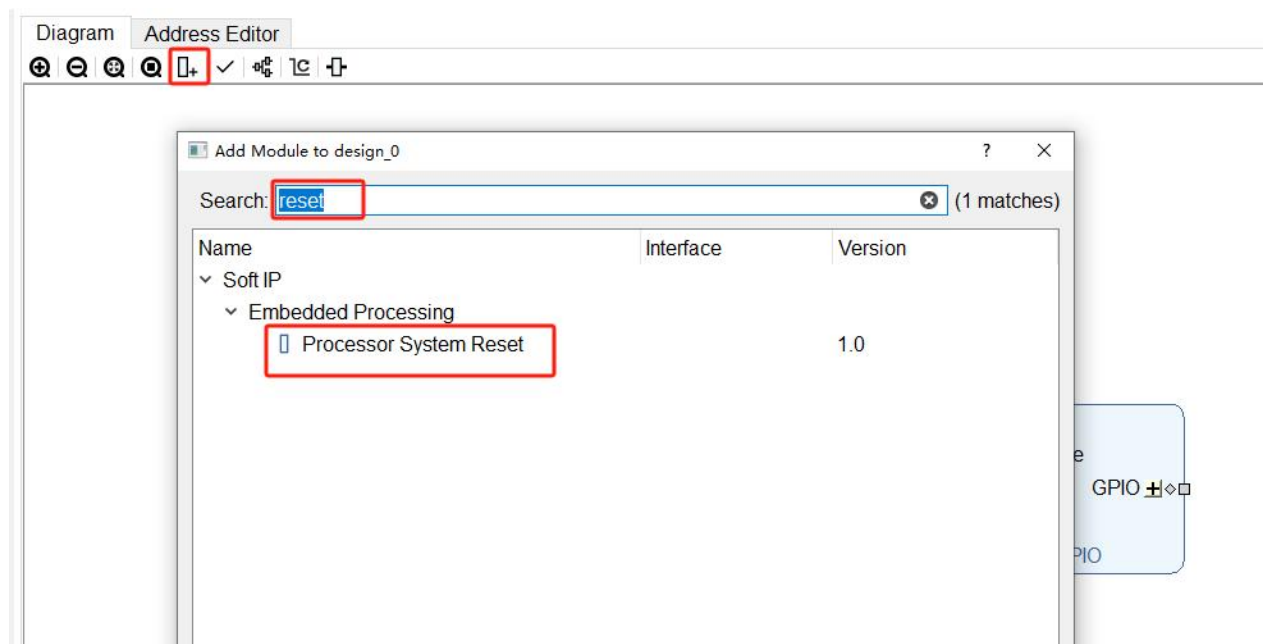 Diagram Address Editor
Add Module to design_0 ?
Search: reset (1 matches)
Name Interface Version
Soft IP
Embedded Processing
Processor System Reset 1.0
e
GPIO
PIO